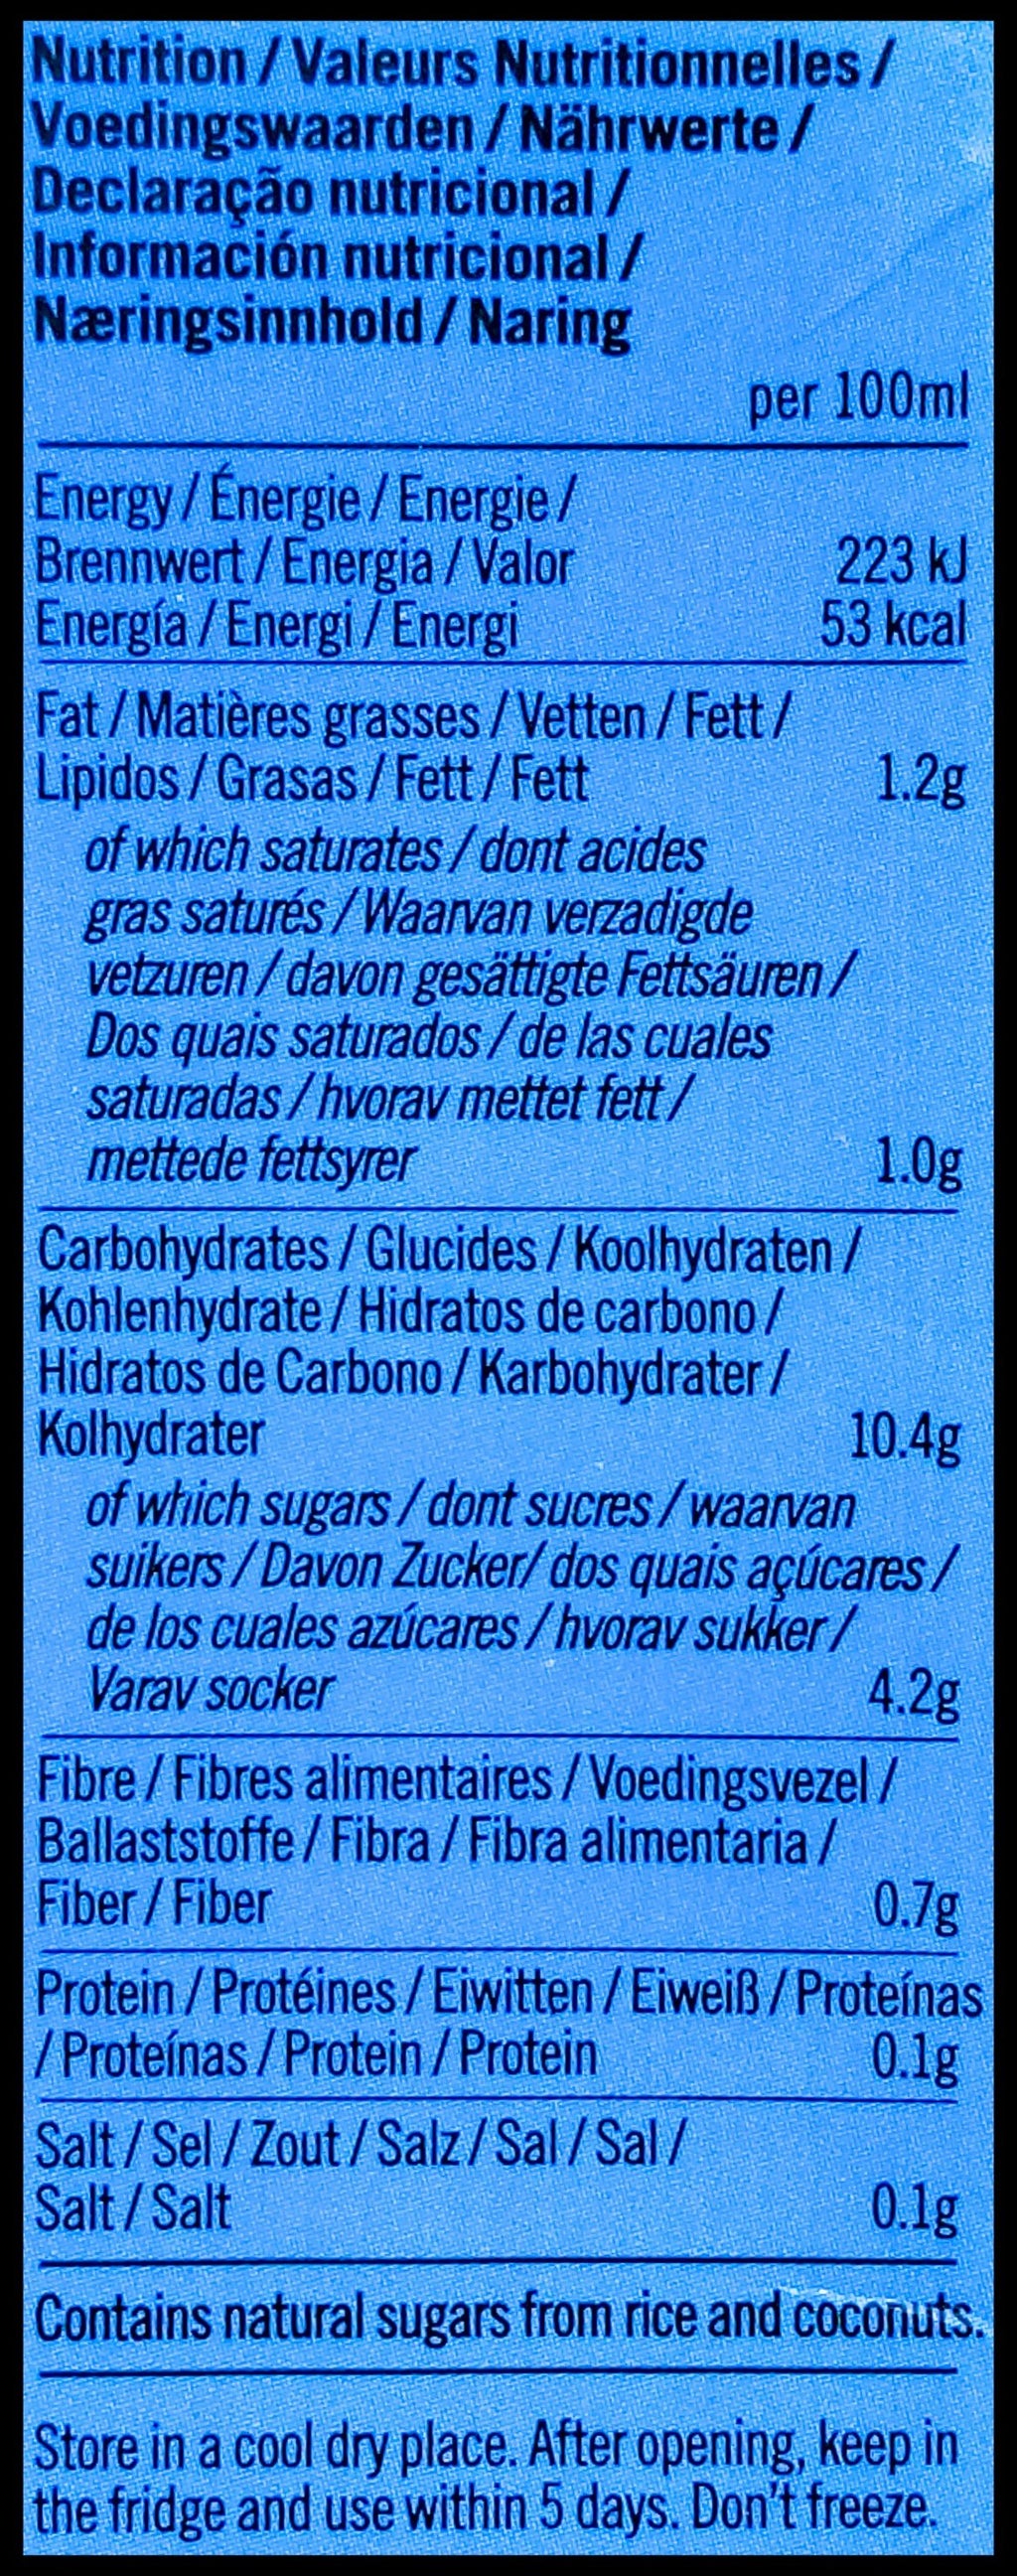 Nutrition / Valeurs Nutritionnelles /
Voedingswaarden / Nährwerte /
Declaração nutricional /
Información nutricional /
Næringsinnhold / Naring
per 100ml
Energy / Énergie / Energie /
Brennwert / Energia / Valor 223 kJ
Energía / Energi / Energi 53 kcal
Fat / Matières grasses / Vetten / Fett /
Lipidos / Grasas / Fett / Fett 1.2g
of which saturates / dont acides
gras saturés / Waarvan verzadigde
vetzuren / davon gesättigte Fettsäuren /
Dos quais saturados / de las cuales
saturadas / hvorav mettet fett /
mettede fettsyrer 1.0g
Carbohydrates / Glucides / Koolhydraten /
Kohlenhydrate / Hidratos de carbono /
Hidratos de Carbono / Karbohydrater /
Kolhydrater 10.4g
of which sugars / dont sucres / waarvan
suikers / Davon Zucker/ dos quais açúcares /
de los cuales azúcares / hvorav sukker /
Varav socker 4.2g
Fibre / Fibres alimentaires / Voedingsvezel /
Ballaststoffe / Fibra / Fibra alimentaria /
Fiber / Fiber 0.7g
Protein / Protéines / Eiwitten / Eiweiß / Proteínas
/ Proteínas / Protein / Protein 0.1g
Salt / Sel / Zout / Salz / Sal / Sal /
Salt / Salt 0.1g
Contains natural sugars from rice and coconuts.
Store in a cool dry place. After opening, keep in
the fridge and use within 5 days. Don't freeze.